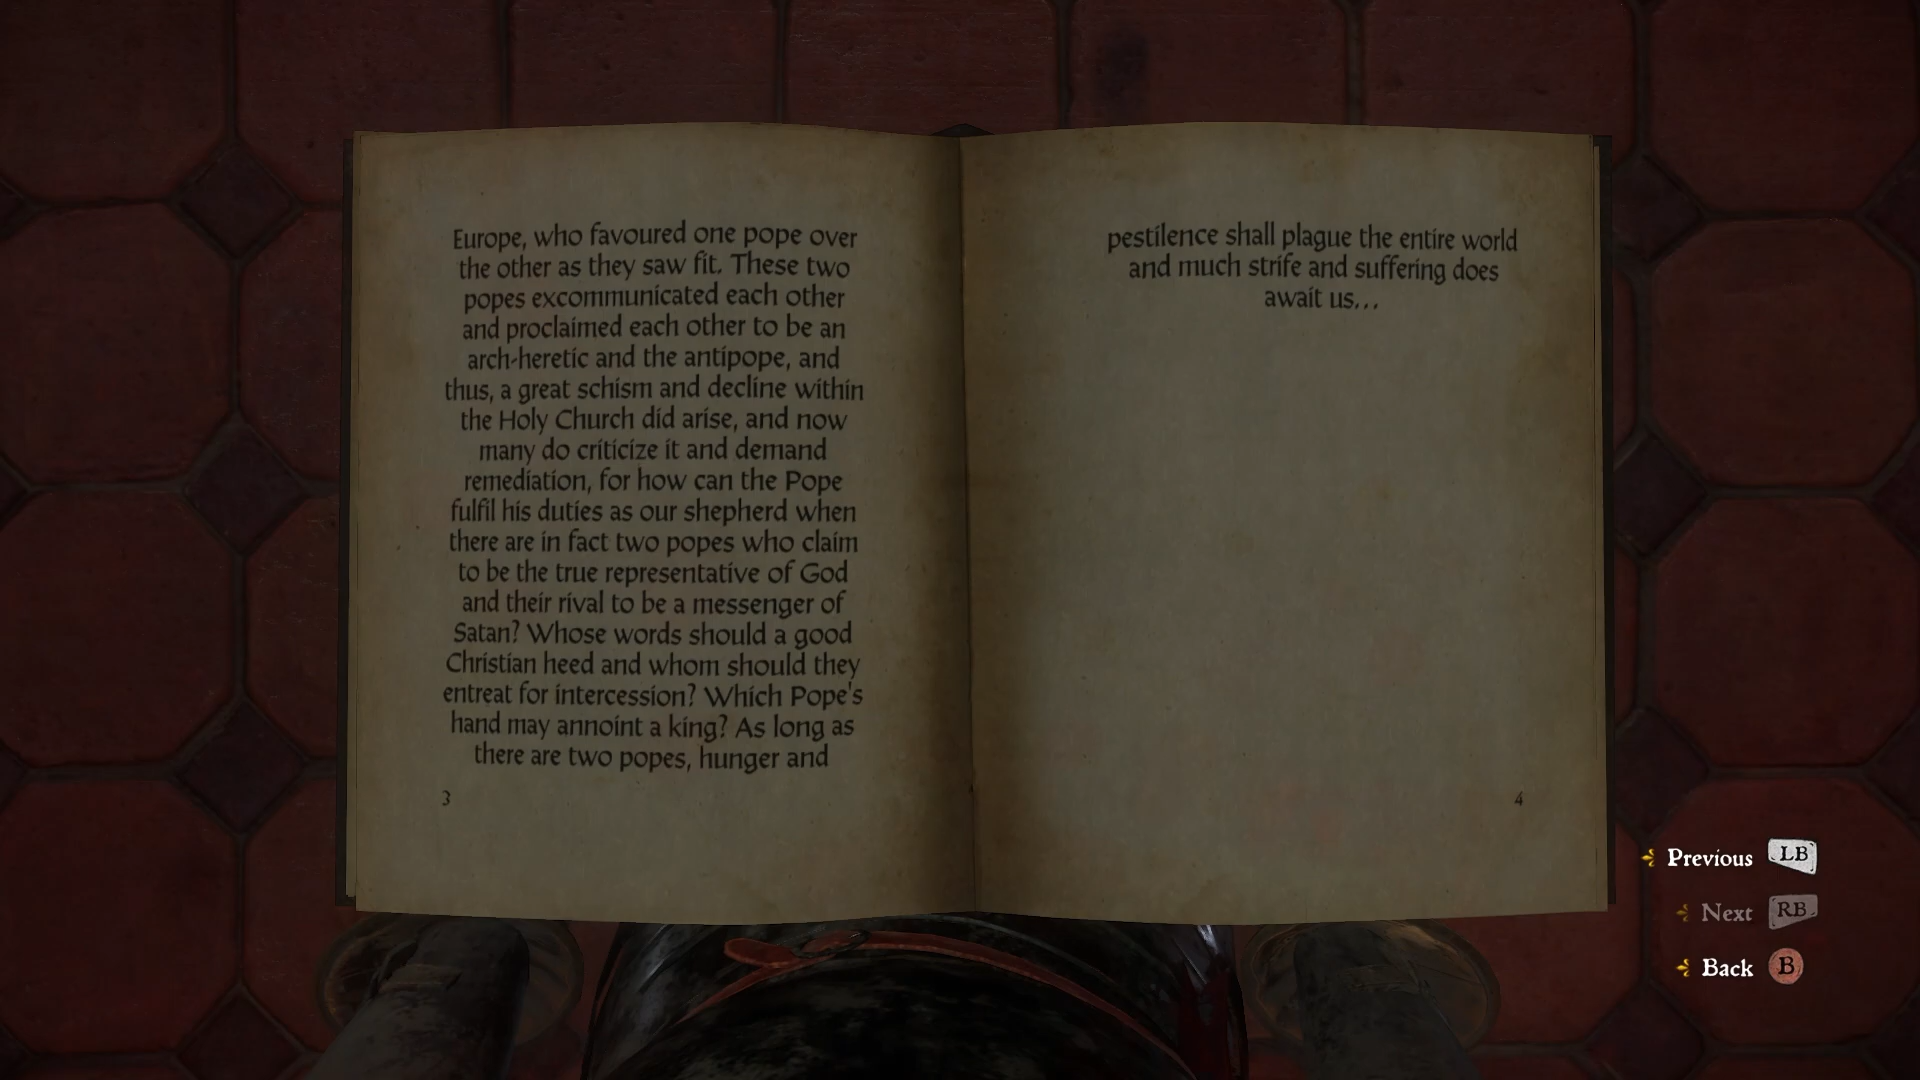 Europe, who favoured one pope over
the other as they saw fit. These two
popes excommunicated each other
and proclaimed each other to be an
arch-heretic and the antipope, and
thus, a great schism and decline within
the Holy Church did arise, and now
many do criticize it and demand
remediation, for how can the Pope
fulfil his duties as our shepherd when
there are in fact two popes who claim
to be the true representative of God
and their rival to be a messenger of
Satan? Whose words should a good
Christian heed and whom should they
entreat for intercession? Which Pope's
hand may annoint a king? As long as
there are two popes, hunger and
3
pestilence shall plague the entire world
and much strife and suffering does
await us...
4
Previous LB
Next RB
Back B